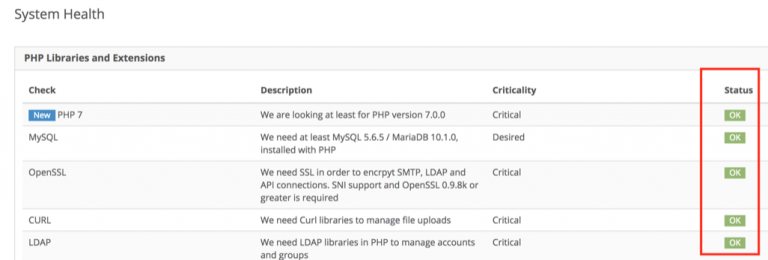 System Health
PHP Libraries and Extensions
Check Description Criticality Status
New PHP 7 We are looking at least for PHP version 7.0.0 Critical OK
MySQL We need at least MySQL 5.6.5 / MariaDB 10.1.0, Desired OK
installed with PHP
OpenSSL We need SSL in order to encrpyt SMTP, LDAP and Critical OK
API connections. SNI support and OpenSSL 0.9.8k or
greater is required
CURL We need Curl libraries to manage file uploads Critical OK
LDAP We need LDAP libraries in PHP to manage accounts Critical OK
and groups